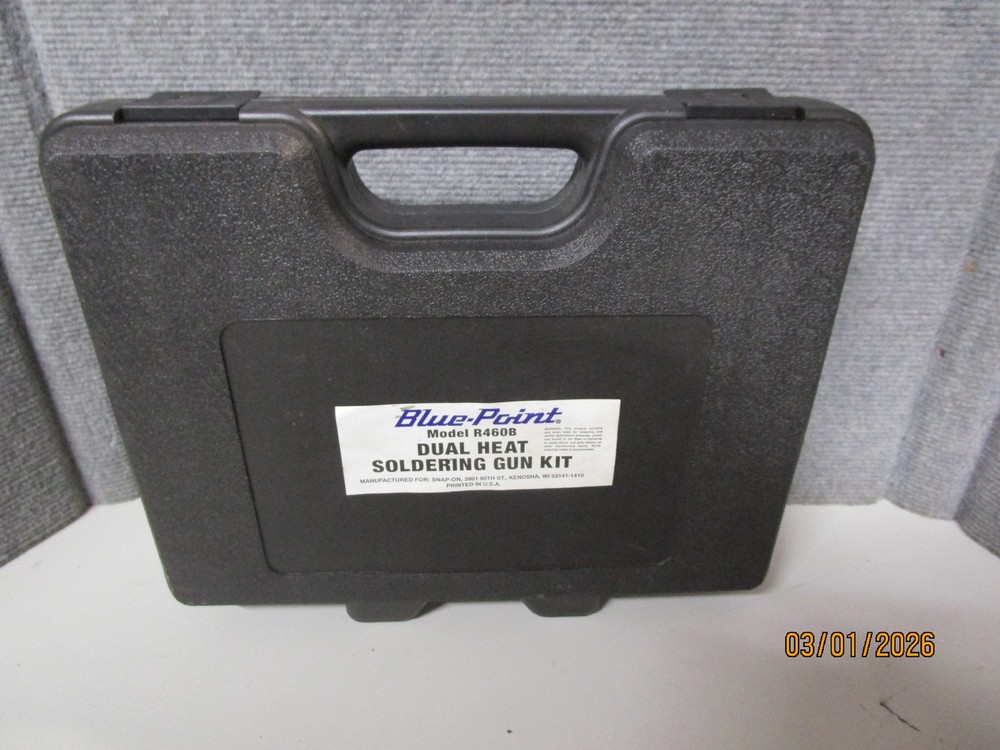 Blue-Point®
Model R460B
DUAL HEAT
SOLDERING GUN KIT
MANUFACTURED FOR: SNAP-ON, 2801 80TH ST., KENOSHA, WI 53141-1410
PRINTED IN U.S.A.
03/01/2026